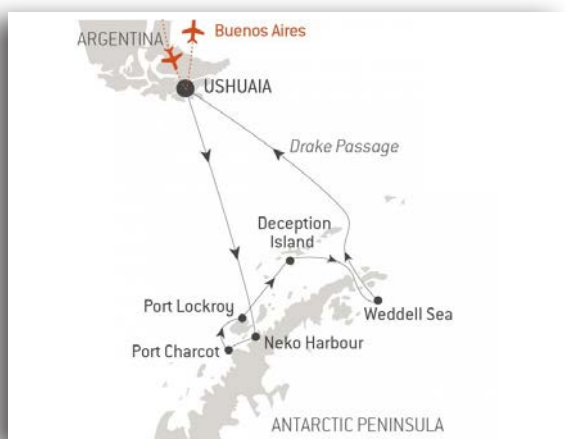 Buenos Aires
ARGENTINA
USHUAIA
Drake Passage
Deception
Island
Port Lockroy
Weddell Sea
Neko Harbour
Port Charcot
ANTARCTIC PENINSULA